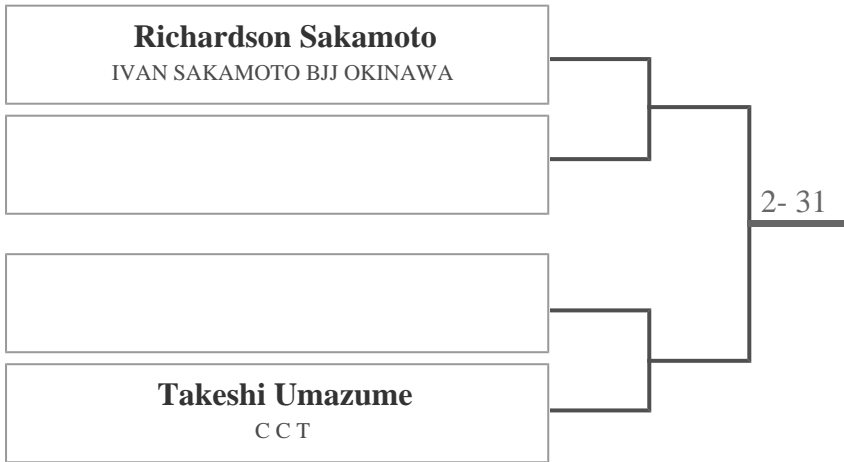 Richardson Sakamoto
IVAN SAKAMOTO BJJ OKINAWA
2- 31
Takeshi Umazume
C C T